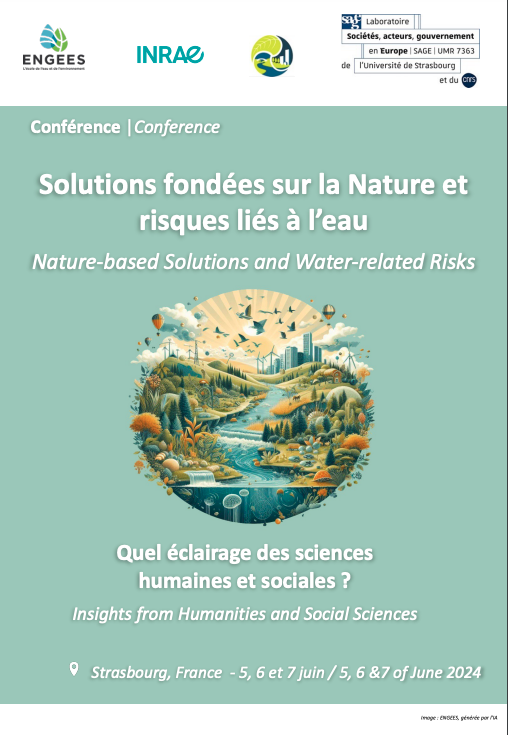 ENGEES
L'école de l'eau et de l'environnement
INRAE
sage Laboratoire
Sociétés, acteurs, gouvernement
en Europe | SAGE | UMR 7363
de l'Université de Strasbourg
et du cnrs
Conférence | Conference
Solutions fondées sur la Nature et
risques liés à l'eau
Nature-based Solutions and Water-related Risks
Quel éclairage des sciences
humaines et sociales ?
Insights from Humanities and Social Sciences
Strasbourg, France - 5, 6 et 7 juin / 5, 6 &7 of June 2024
Image : ENGEES, générée par l'IA